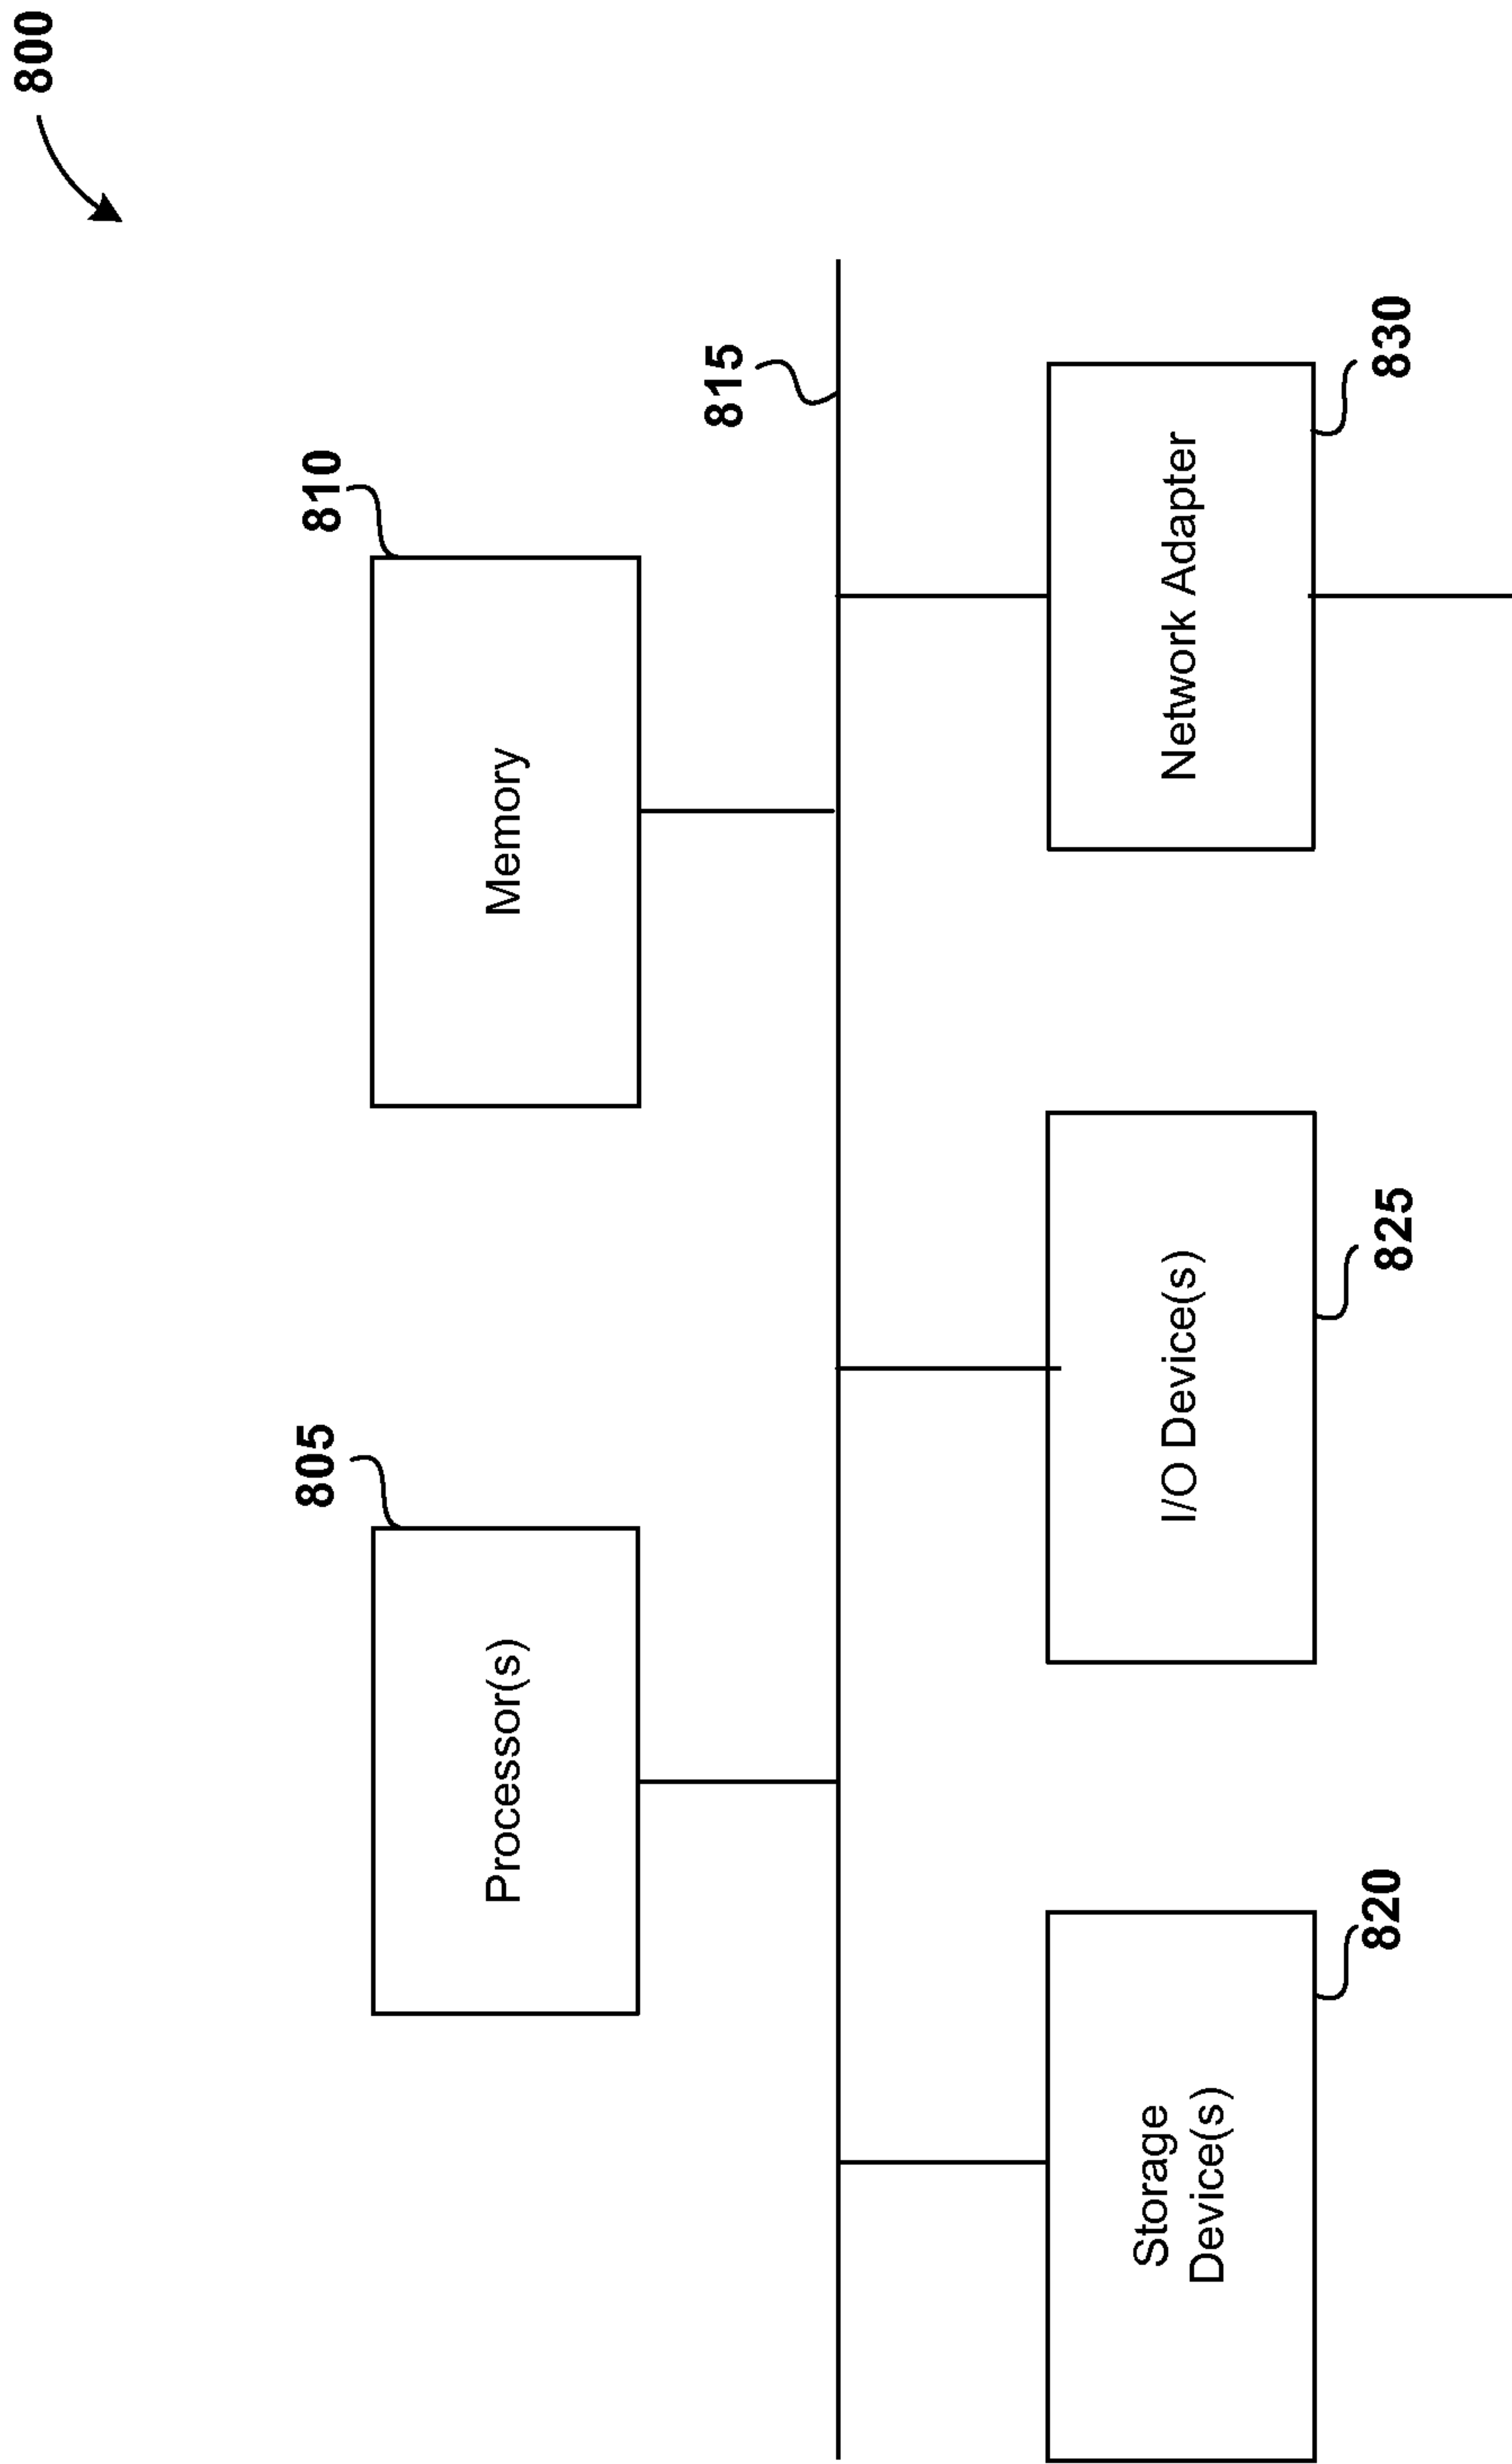 800
805
Processor(s)
810
Memory
815
820
Storage
Device(s)
825
I/O Device(s)
830
Network Adapter